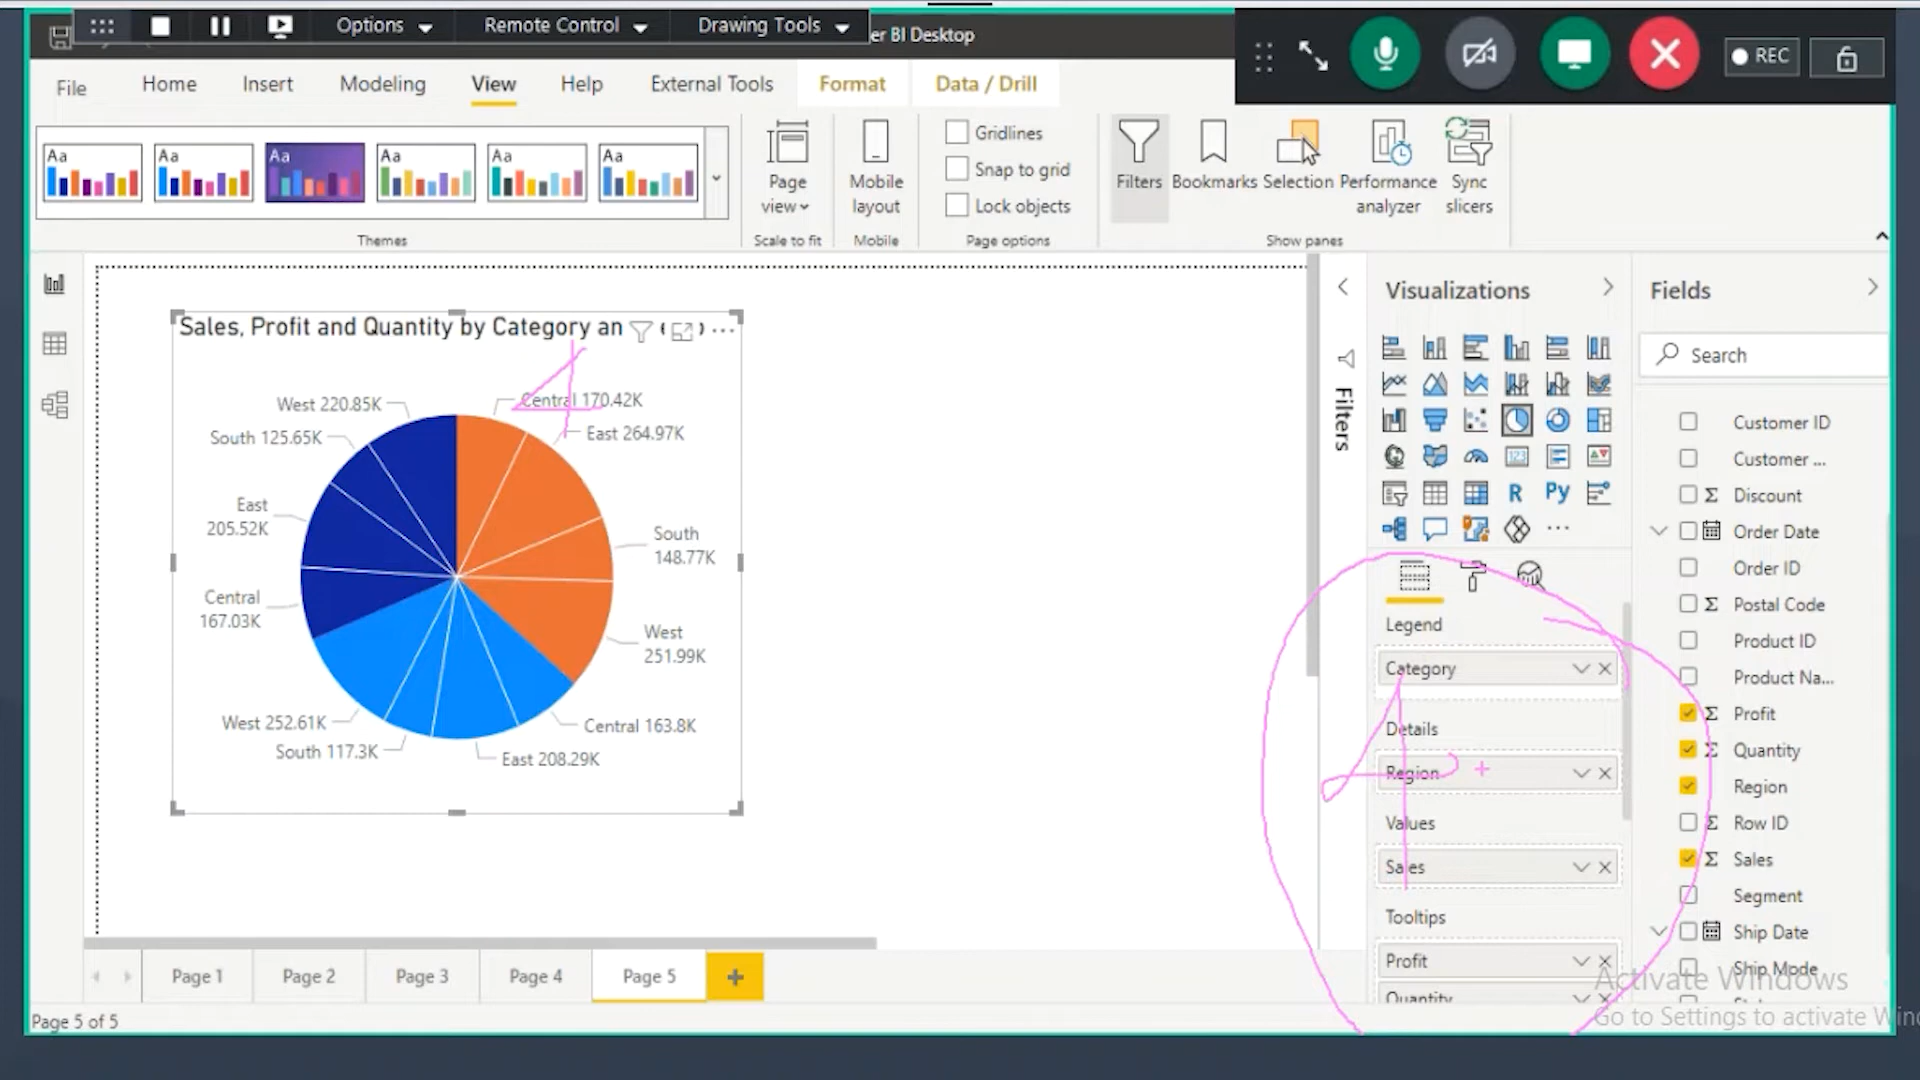 Options
Remote Control
Drawing Tools
er BI Desktop
REC
File
Home
Insert
Modeling
View
Help
External Tools
Format
Data / Drill
Aa
Aa
Aa
Aa
Aa
Aa
Themes
Page
view
Scale to fit
Mobile
layout
Mobile
Gridlines
Snap to grid
Lock objects
Page options
Filters
Bookmarks
Selection
Performance
analyzer
Sync
slicers
Show panes
Sales, Profit and Quantity by Category an
West 220.85K
Central 170.42K
South 125.65K
East 264.97K
East
205.52K
South
148.77K
Central
167.03K
West
251.99K
West 252.61K
Central 163.8K
South 117.3K
East 208.29K
Filters
Visualizations
123
R
Py
Legend
Category
Details
Region
Values
Sales
Tooltips
Profit
Quantity
Fields
Search
Customer ID
Customer ...
Σ Discount
Order Date
Order ID
Σ Postal Code
Product ID
Product Na...
Σ Profit
Σ Quantity
Region
Σ Row ID
Σ Sales
Segment
Ship Date
Ship Mode
Activate Windows
Go to Settings to activate Win
Page 1
Page 2
Page 3
Page 4
Page 5
+
Page 5 of 5